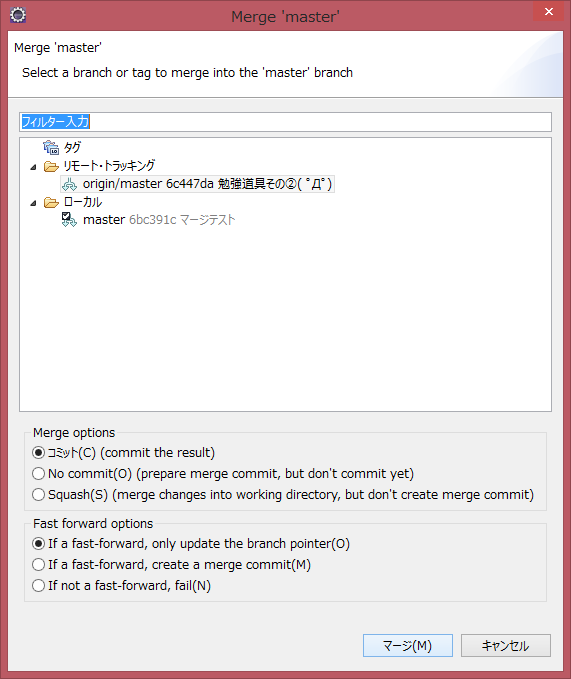 Merge 'master'
Merge 'master'
Select a branch or tag to merge into the 'master' branch
フィルター入力
タグ
リモート・トラッキング
origin/master 6c447da 勉強道具その②( ﾟДﾟ)
ローカル
master 6bc391c マージテスト
Merge options
コミット(C) (commit the result)
No commit(O) (prepare merge commit, but don't commit yet)
Squash(S) (merge changes into working directory, but don't create merge commit)
Fast forward options
If a fast-forward, only update the branch pointer(O)
If a fast-forward, create a merge commit(M)
If not a fast-forward, fail(N)
マージ(M) キャンセル